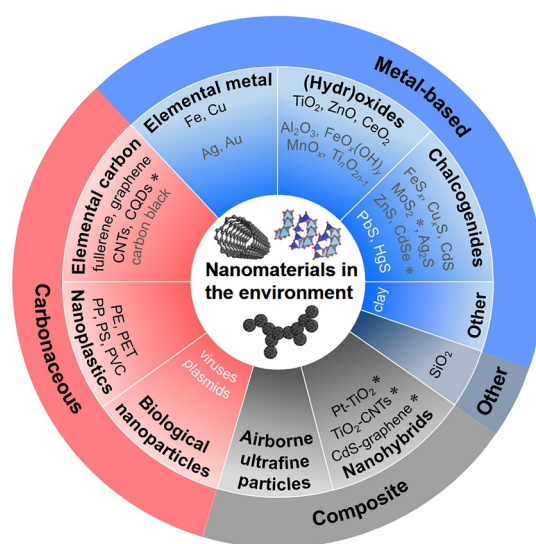 Nanomaterials in
the environment
Metal-based
Elemental metal
Fe, Cu
Ag, Au
(Hydr)oxides
TiO₂, ZnO, CeO₂
Al₂O₃, FeOₓ(OH)ᵧ
MnOₓ, TiₙO₂ₙ₋₁
Chalcogenides
FeSₓ, CuₓS, CdS
MoS₂ *, Ag₂S
ZnS, CdSe *
PbS, HgS
Other
clay
Other
SiO₂
Composite
Pt-TiO₂ *
TiO₂-CNTs *
CdS-graphene *
Nanohybrids
Airborne
ultrafine
particles
Carbonaceous
viruses
plasmids
Biological
nanoparticles
Nanoplastics
PE, PET
PP, PS, PVC
Elemental carbon
fullerene, graphene
CNTs, CQDs *
carbon black